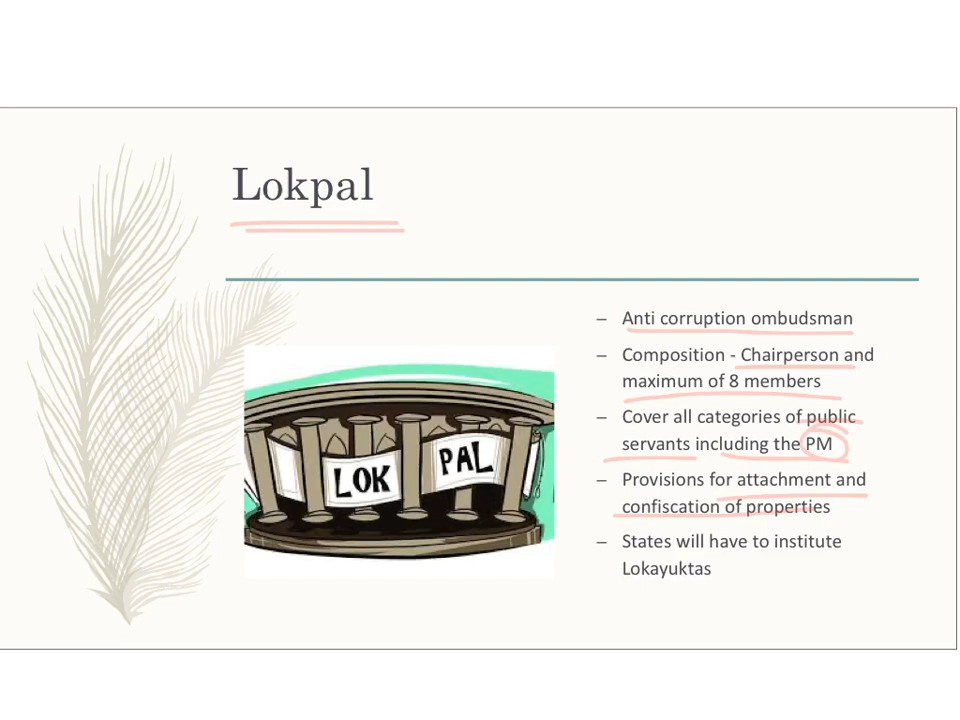 Lokpal
– Anti corruption ombudsman
– Composition - Chairperson and
maximum of 8 members
– Cover all categories of public
servants including the PM
– Provisions for attachment and
confiscation of properties
– States will have to institute
Lokayuktas
LOK PAL